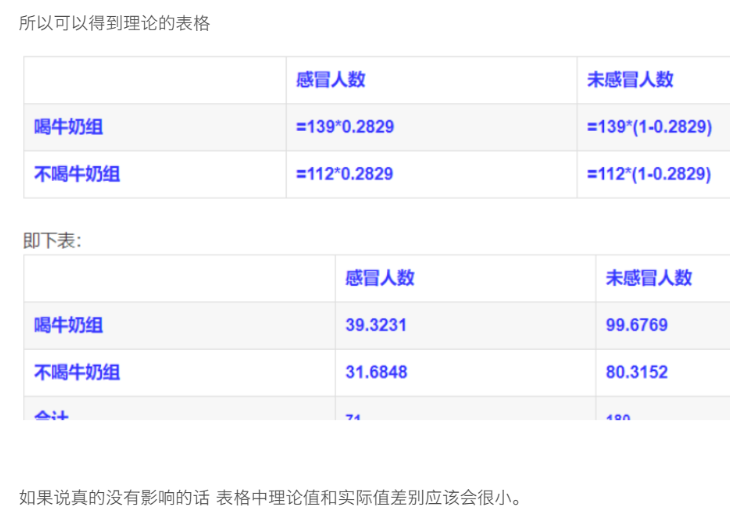 所以可以得到理论的表格
感冒人数 未感冒人数
喝牛奶组 =139*0.2829 =139*(1-0.2829)
不喝牛奶组 =112*0.2829 =112*(1-0.2829)
即下表：
感冒人数 未感冒人数
喝牛奶组 39.3231 99.6769
不喝牛奶组 31.6848 80.3152
合计 71 180
如果说真的没有影响的话 表格中理论值和实际值差别应该会很小。